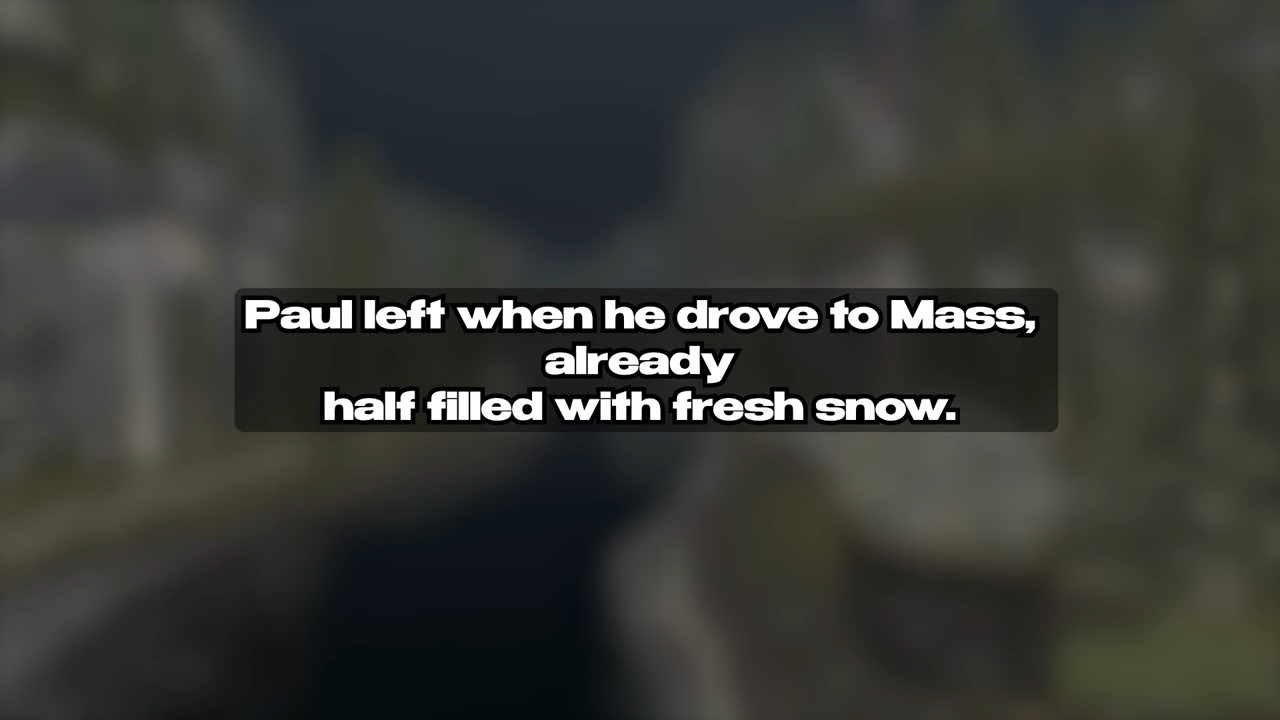 Paul left when he drove to Mass,
already
half filled with fresh snow.